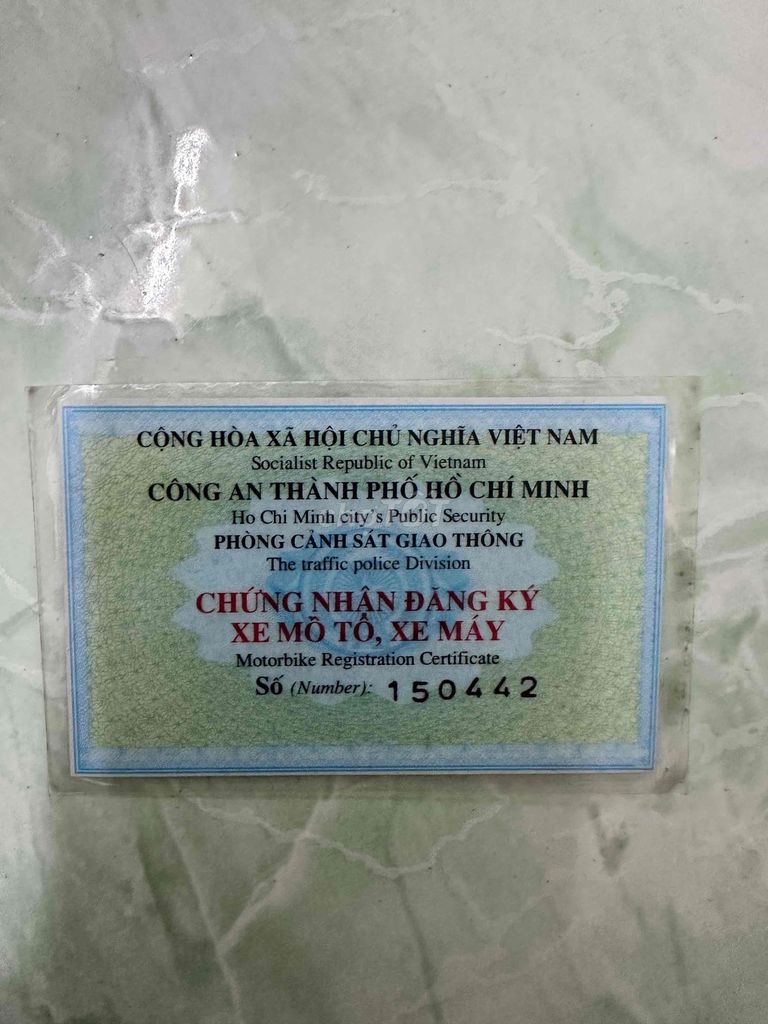 CỘNG HÒA XÃ HỘI CHỦ NGHĨA VIỆT NAM
Socialist Republic of Vietnam
CÔNG AN THÀNH PHỐ HỒ CHÍ MINH
Ho Chi Minh city's Public Security
PHÒNG CẢNH SÁT GIAO THÔNG
The traffic police Division
CHỨNG NHẬN ĐĂNG KÝ
XE MÔ TÔ, XE MÁY
Motorbike Registration Certificate
Số (Number): 150442